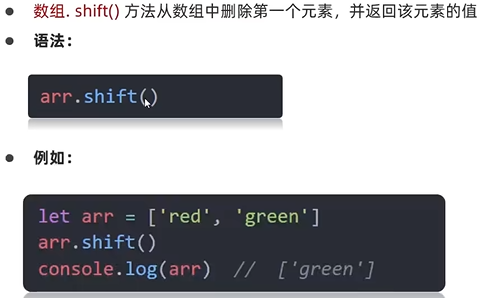 数组. shift() 方法从数组中删除第一个元素，并返回该元素的值
语法：
arr.shift()
例如：
let arr = ['red', 'green']
arr.shift()
console.log(arr)  //  ['green']